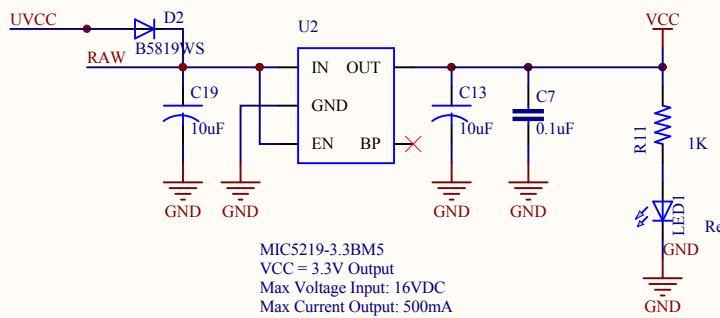 UVCC
D2
B5819WS
RAW
U2
VCC
IN OUT
GND
EN BP
C19
10uF
C13
10uF
C7
0.1uF
R11
1K
LED1
Re
GND
GND
GND
GND
GND
GND
MIC5219-3.3BM5
VCC = 3.3V Output
Max Voltage Input: 16VDC
Max Current Output: 500mA